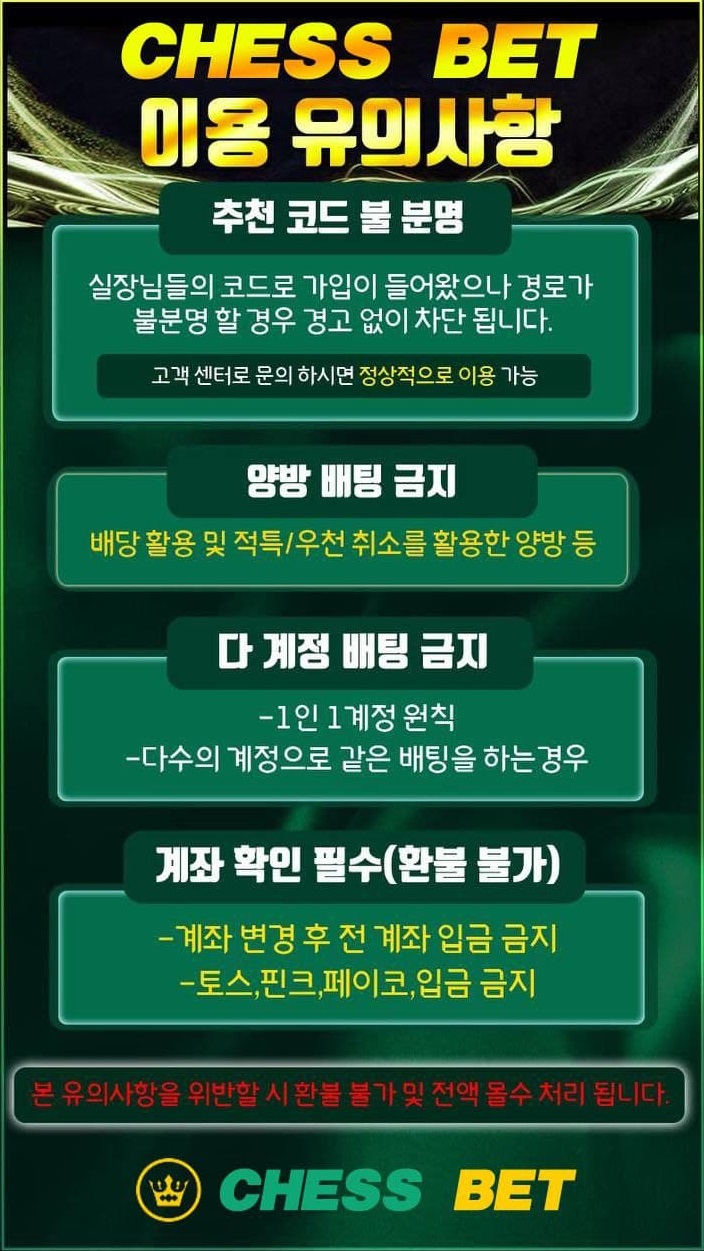 CHESS BET
이용 유의사항
추천 코드 불 분명
실장님들의 코드로 가입이 들어왔으나 경로가
불분명 할 경우 경고 없이 차단 됩니다.
고객 센터로 문의 하시면 정상적으로 이용 가능
양방 배팅 금지
배당 활용 및 적특/우천 취소를 활용한 양방 등
다 계정 배팅 금지
-1인 1계정 원칙
-다수의 계정으로 같은 배팅을 하는경우
계좌 확인 필수(환불 불가)
-계좌 변경 후 전 계좌 입금 금지
-토스,핀크,페이코,입금 금지
본 유의사항을 위반할 시 환불 불가 및 전액 몰수 처리 됩니다.
CHESS BET